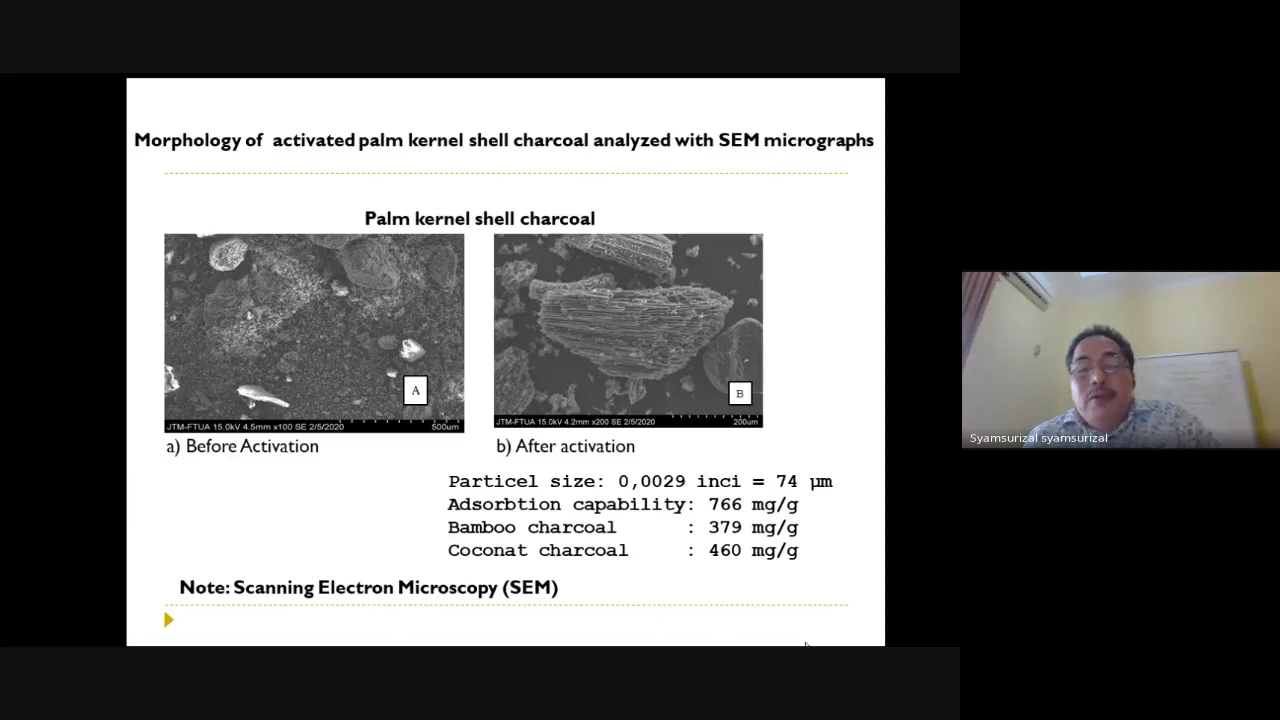 Morphology of activated palm kernel shell charcoal analyzed with SEM micrographs
Palm kernel shell charcoal
A
JTM-FTUA 15.0kV 4.5mm x100 SE 2/5/2020 500um
a) Before Activation
B
JTM-FTUA 15.0kV 4.2mm x200 SE 2/5/2020 200um
b) After activation
Particel size: 0,0029 inci = 74 µm
Adsorbtion capability: 766 mg/g
Bamboo charcoal : 379 mg/g
Coconat charcoal : 460 mg/g
Note: Scanning Electron Microscopy (SEM)
Syamsurizal syamsurizal